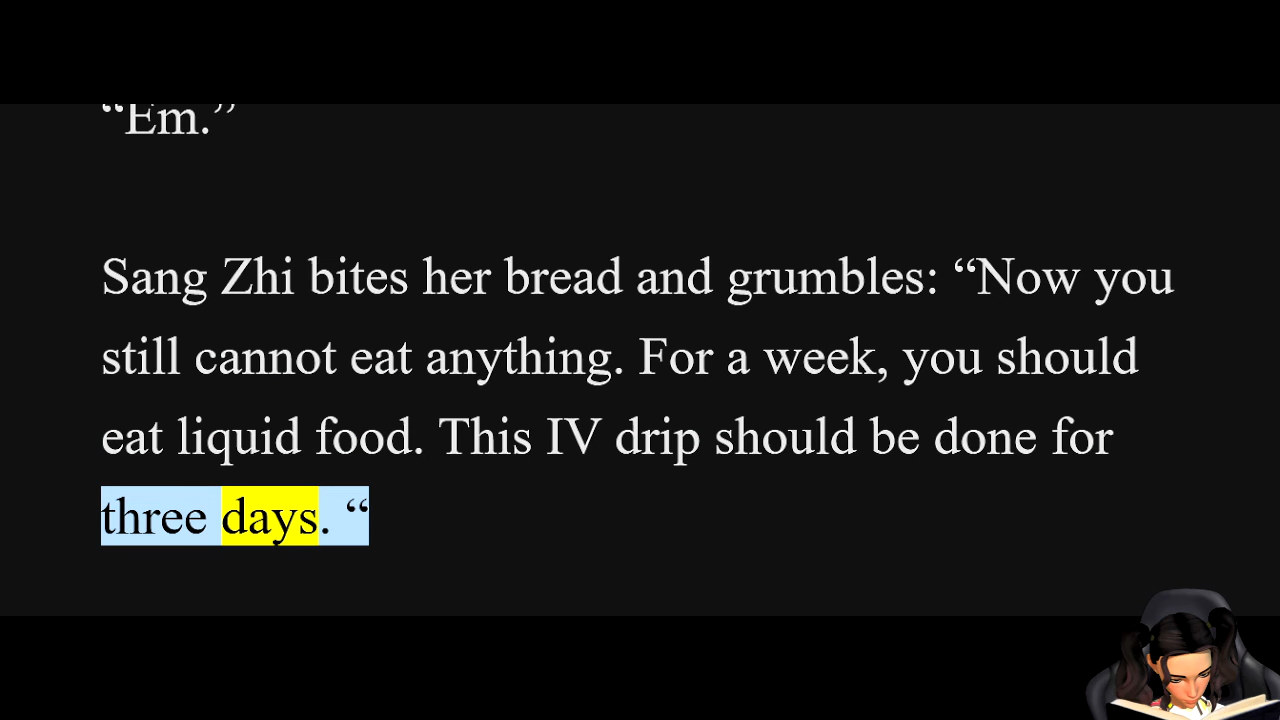 “Em.”
Sang Zhi bites her bread and grumbles: “Now you
still cannot eat anything. For a week, you should
eat liquid food. This IV drip should be done for
three days. “